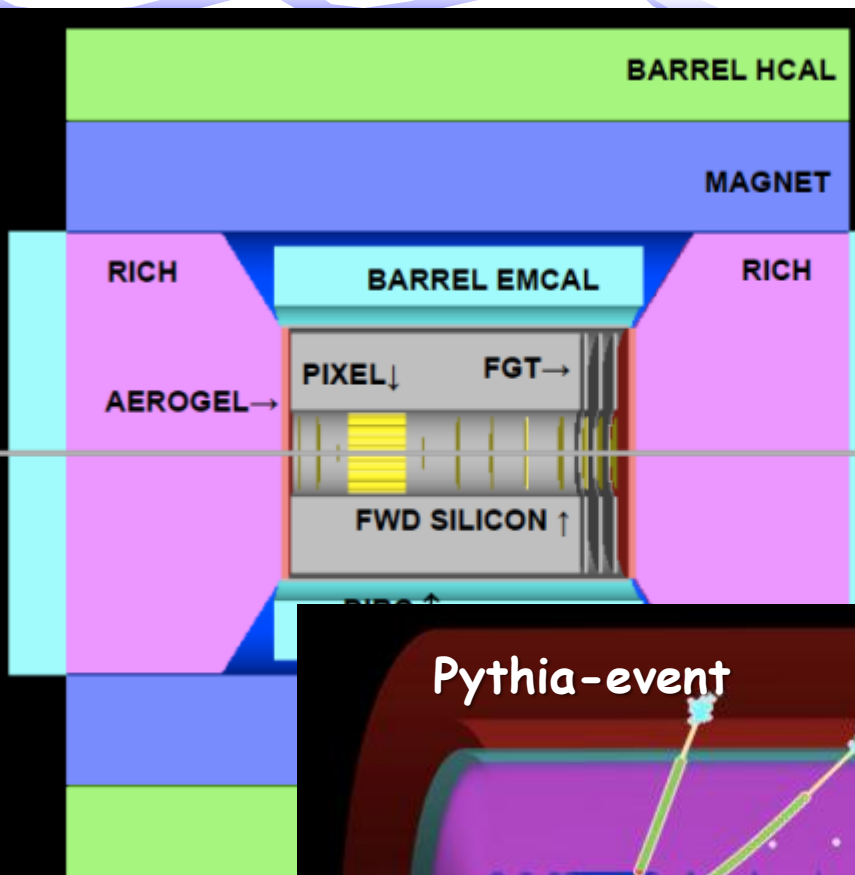 BARREL HCAL
MAGNET
RICH
BARREL EMCAL
RICH
PIXEL↓
FGT→
AEROGEL→
FWD SILICON ↑
Pythia-event